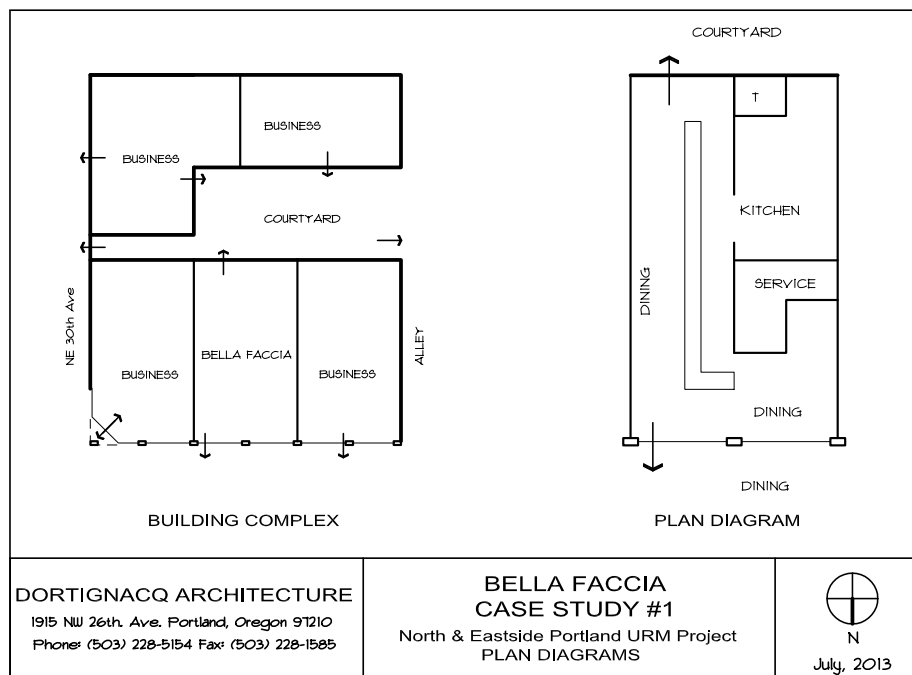 COURTYARD
BUSINESS
BUSINESS
COURTYARD
NE 30th Ave
BELLA FACCIA
BUSINESS
BUSINESS
ALLEY
T
KITCHEN
DINING
SERVICE
DINING
DINING
BUILDING COMPLEX
PLAN DIAGRAM
DORTIGNACQ ARCHITECTURE
1915 NW 26th. Ave. Portland, Oregon 97210
Phone: (503) 228-5154 Fax: (503) 228-1585
BELLA FACCIA
CASE STUDY #1
North & Eastside Portland URM Project
PLAN DIAGRAMS
N
July, 2013